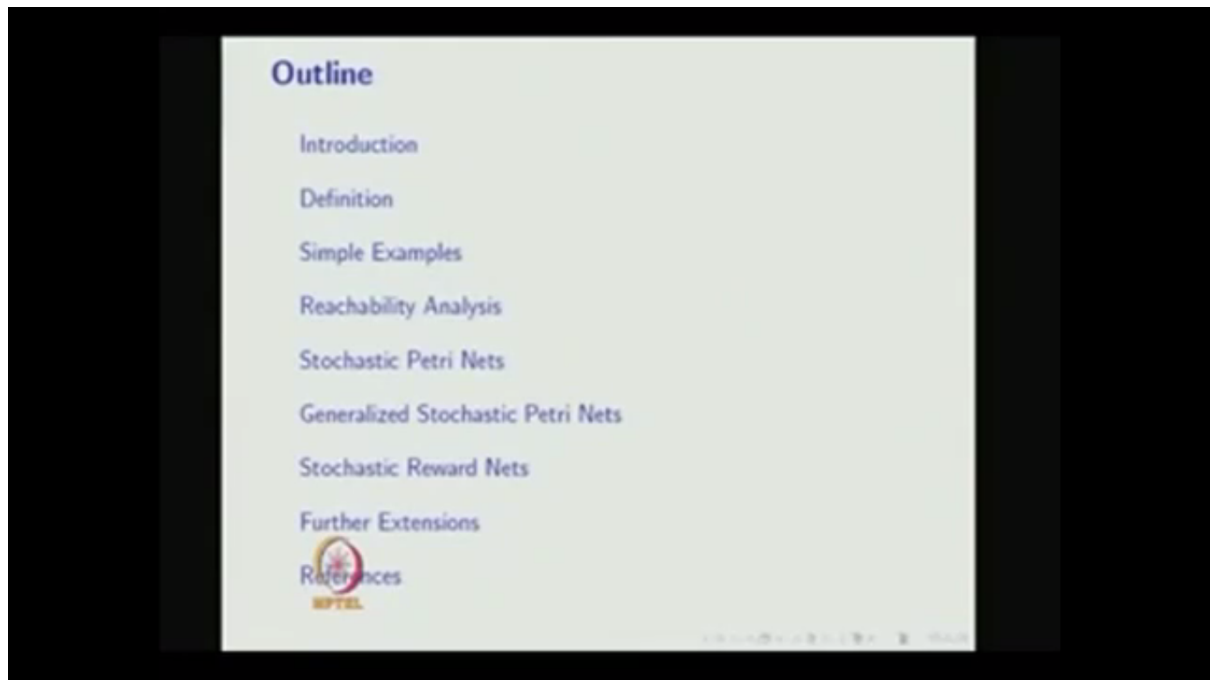 Outline
Introduction
Definition
Simple Examples
Reachability Analysis
Stochastic Petri Nets
Generalized Stochastic Petri Nets
Stochastic Reward Nets
Further Extensions
References
NPTEL